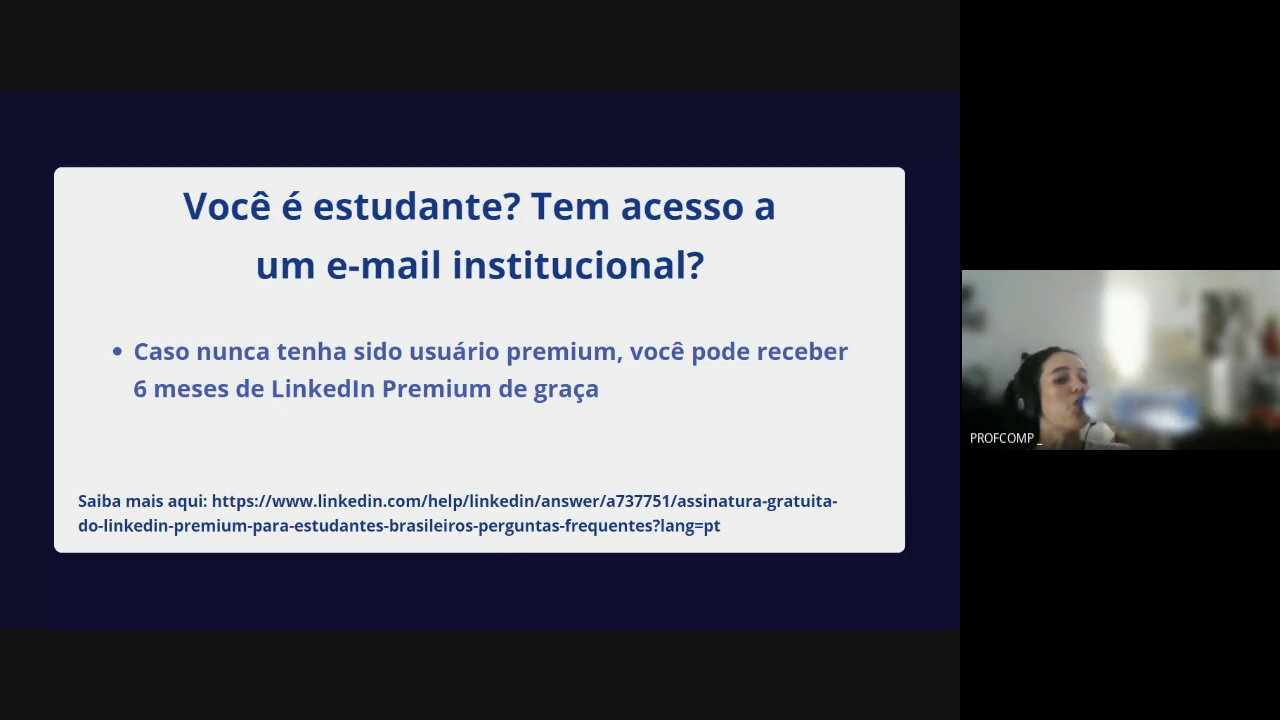 Você é estudante? Tem acesso a
um e-mail institucional?
• Caso nunca tenha sido usuário premium, você pode receber
6 meses de LinkedIn Premium de graça
Saiba mais aqui: https://www.linkedin.com/help/linkedin/answer/a737751/assinatura-gratuita-
do-linkedin-premium-para-estudantes-brasileiros-perguntas-frequentes?lang=pt
PROFCOMP _